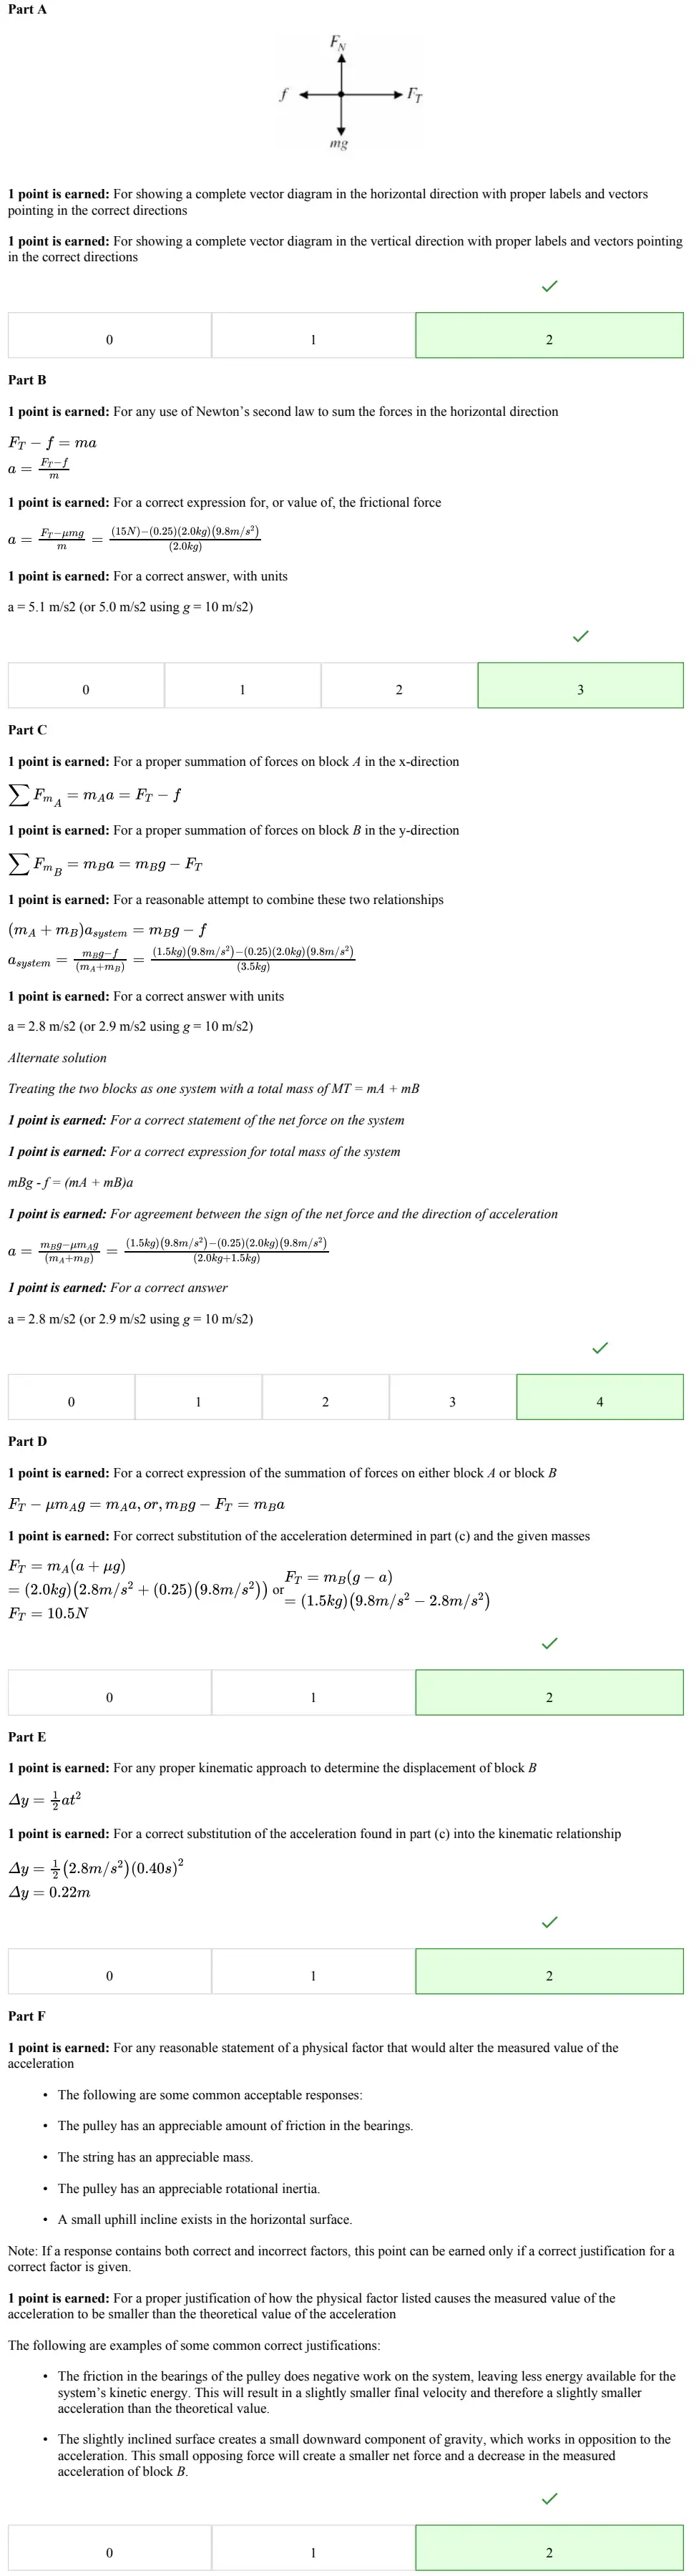 Part A
F_N
f
F_T
mg
1 point is earned: For showing a complete vector diagram in the horizontal direction with proper labels and vectors
pointing in the correct directions
1 point is earned: For showing a complete vector diagram in the vertical direction with proper labels and vectors pointing
in the correct directions
✓
0 1 2
Part B
1 point is earned: For any use of Newton's second law to sum the forces in the horizontal direction
F_T − f = ma
a = (F_T−f)/m
1 point is earned: For a correct expression for, or value of, the frictional force
a = (F_T−μmg)/m = ((15N)−(0.25)(2.0kg)(9.8m/s²))/(2.0kg)
1 point is earned: For a correct answer, with units
a = 5.1 m/s2 (or 5.0 m/s2 using g = 10 m/s2)
✓
0 1 2 3
Part C
1 point is earned: For a proper summation of forces on block A in the x-direction
∑F_{m_A} = m_A a = F_T − f
1 point is earned: For a proper summation of forces on block B in the y-direction
∑F_{m_B} = m_B a = m_B g − F_T
1 point is earned: For a reasonable attempt to combine these two relationships
(m_A + m_B)a_system = m_B g − f
a_system = (m_B g−f)/(m_A+m_B) = ((1.5kg)(9.8m/s²)−(0.25)(2.0kg)(9.8m/s²))/(3.5kg)
1 point is earned: For a correct answer with units
a = 2.8 m/s2 (or 2.9 m/s2 using g = 10 m/s2)
Alternate solution
Treating the two blocks as one system with a total mass of MT = mA + mB
1 point is earned: For a correct statement of the net force on the system
1 point is earned: For a correct expression for total mass of the system
mBg - f = (mA + mB)a
1 point is earned: For agreement between the sign of the net force and the direction of acceleration
a = (m_B g−μm_A g)/(m_A+m_B) = ((1.5kg)(9.8m/s²)−(0.25)(2.0kg)(9.8m/s²))/(2.0kg+1.5kg)
1 point is earned: For a correct answer
a = 2.8 m/s2 (or 2.9 m/s2 using g = 10 m/s2)
✓
0 1 2 3 4
Part D
1 point is earned: For a correct expression of the summation of forces on either block A or block B
F_T − μm_A g = m_A a, or, m_B g − F_T = m_B a
1 point is earned: For correct substitution of the acceleration determined in part (c) and the given masses
F_T = m_A(a + μg)
= (2.0kg)(2.8m/s² + (0.25)(9.8m/s²)) or
F_T = 10.5N
F_T = m_B(g − a)
= (1.5kg)(9.8m/s² − 2.8m/s²)
✓
0 1 2
Part E
1 point is earned: For any proper kinematic approach to determine the displacement of block B
Δy = ½at²
1 point is earned: For a correct substitution of the acceleration found in part (c) into the kinematic relationship
Δy = ½(2.8m/s²)(0.40s)²
Δy = 0.22m
✓
0 1 2
Part F
1 point is earned: For any reasonable statement of a physical factor that would alter the measured value of the
acceleration
• The following are some common acceptable responses:
• The pulley has an appreciable amount of friction in the bearings.
• The string has an appreciable mass.
• The pulley has an appreciable rotational inertia.
• A small uphill incline exists in the horizontal surface.
Note: If a response contains both correct and incorrect factors, this point can be earned only if a correct justification for a
correct factor is given.
1 point is earned: For a proper justification of how the physical factor listed causes the measured value of the
acceleration to be smaller than the theoretical value of the acceleration
The following are examples of some common correct justifications:
• The friction in the bearings of the pulley does negative work on the system, leaving less energy available for the
system's kinetic energy. This will result in a slightly smaller final velocity and therefore a slightly smaller
acceleration than the theoretical value.
• The slightly inclined surface creates a small downward component of gravity, which works in opposition to the
acceleration. This small opposing force will create a smaller net force and a decrease in the measured
acceleration of block B.
✓
0 1 2